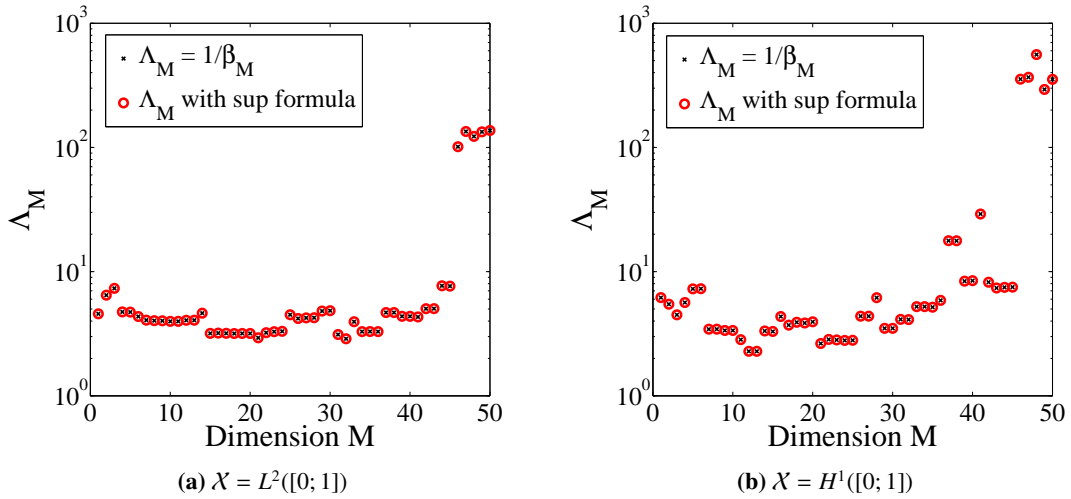 10^3
10^2
10^1
10^0
Λ_M
Λ_M = 1/β_M
Λ_M with sup formula
0 10 20 30 40 50
Dimension M
(a) 𝒳 = L^2([0; 1])
10^3
10^2
10^1
10^0
Λ_M
Λ_M = 1/β_M
Λ_M with sup formula
0 10 20 30 40 50
Dimension M
(b) 𝒳 = H^1([0; 1])